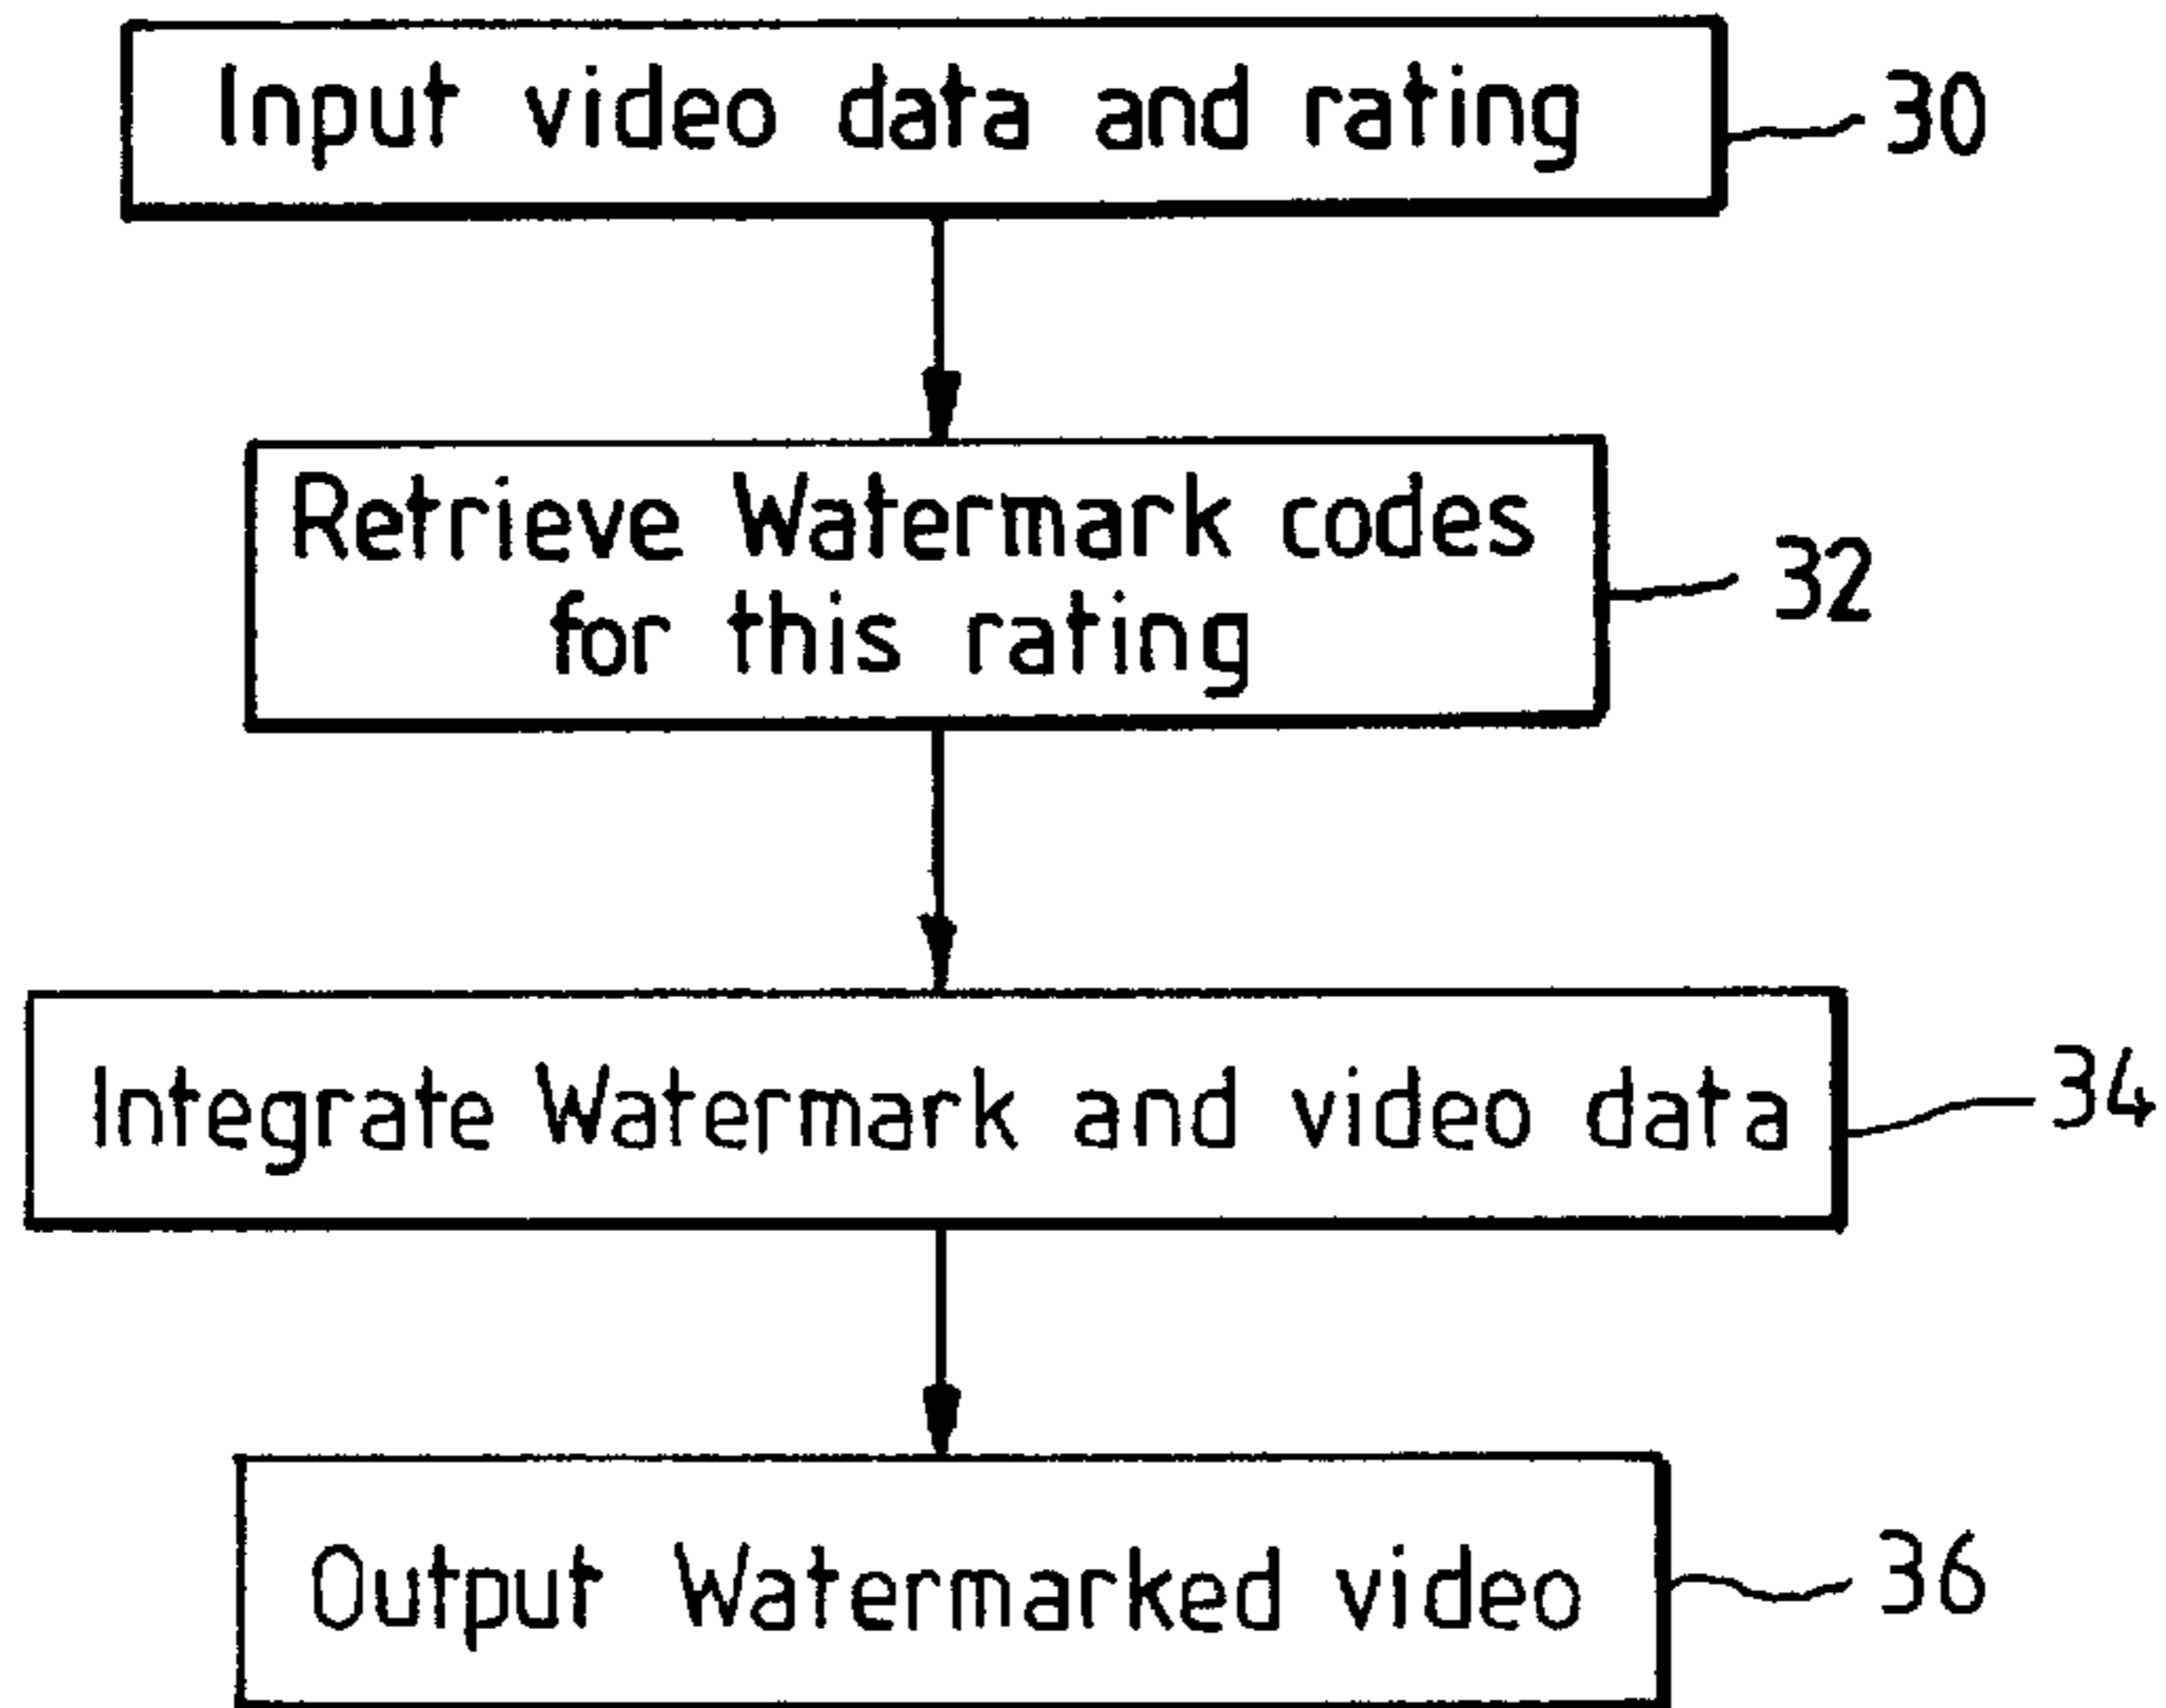 Input video data and rating
30
Retrieve Watermark codes
for this rating
32
Integrate Watermark and video data
34
Output Watermarked video
36